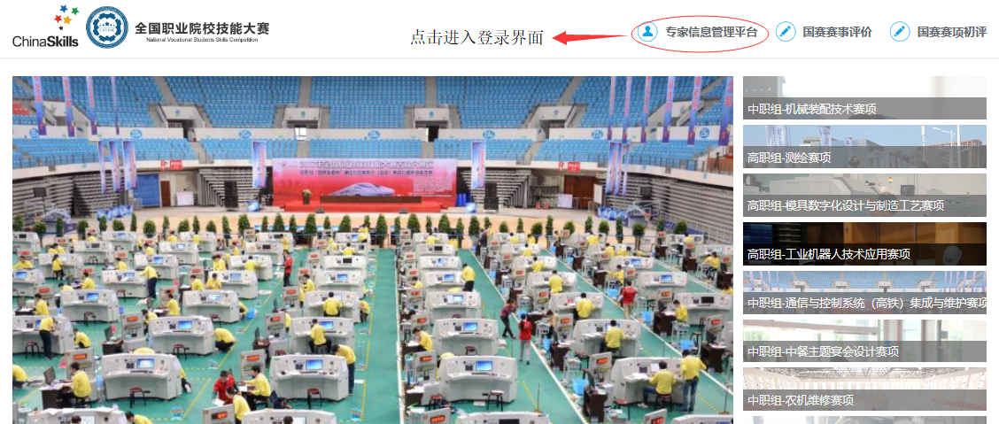 ChinaSkills
全国职业院校技能大赛
National Vocational Students Skills Competition
点击进入登录界面
专家信息管理平台
国赛赛事评价
国赛赛项初评
中职组-机械装配技术赛项
高职组-测绘赛项
高职组-模具数字化设计与制造工艺赛项
高职组-工业机器人技术应用赛项
中职组-通信与控制系统（高铁）集成与维护赛项
中职组-中餐主题宴会设计赛项
中职组-农机维修赛项